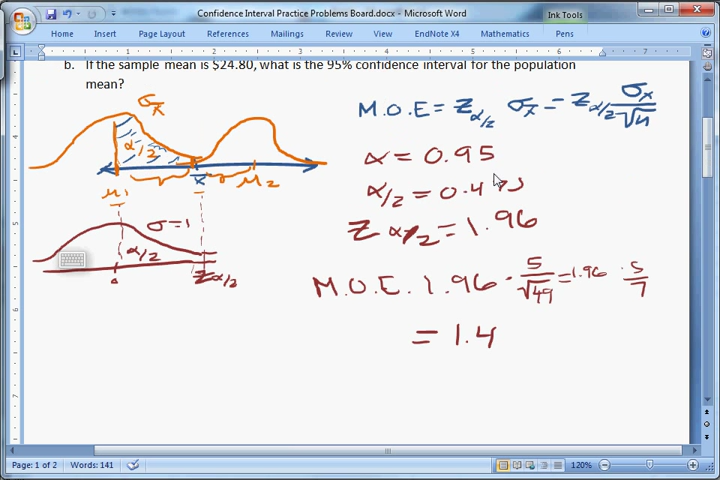 Confidence Interval Practice Problems Board.docx - Microsoft Word
Ink Tools
Home Insert Page Layout References Mailings Review View EndNote X4 Mathematics Pens
b. If the sample mean is $24.80, what is the 95% confidence interval for the population
mean?
σx̄
M.O.E = Zα/2 σx̄ = Zα/2 σx/√n
α/2
α = 0.95
x̄
μ1
μ2
α/2 = 0.475
σ=1
Z α/2 = 1.96
α/2
0
Zα/2
M.O.E. 1.96 · 5/√49 = 1.96 · 5/7
= 1.4
Page: 1 of 2 Words: 141 120%